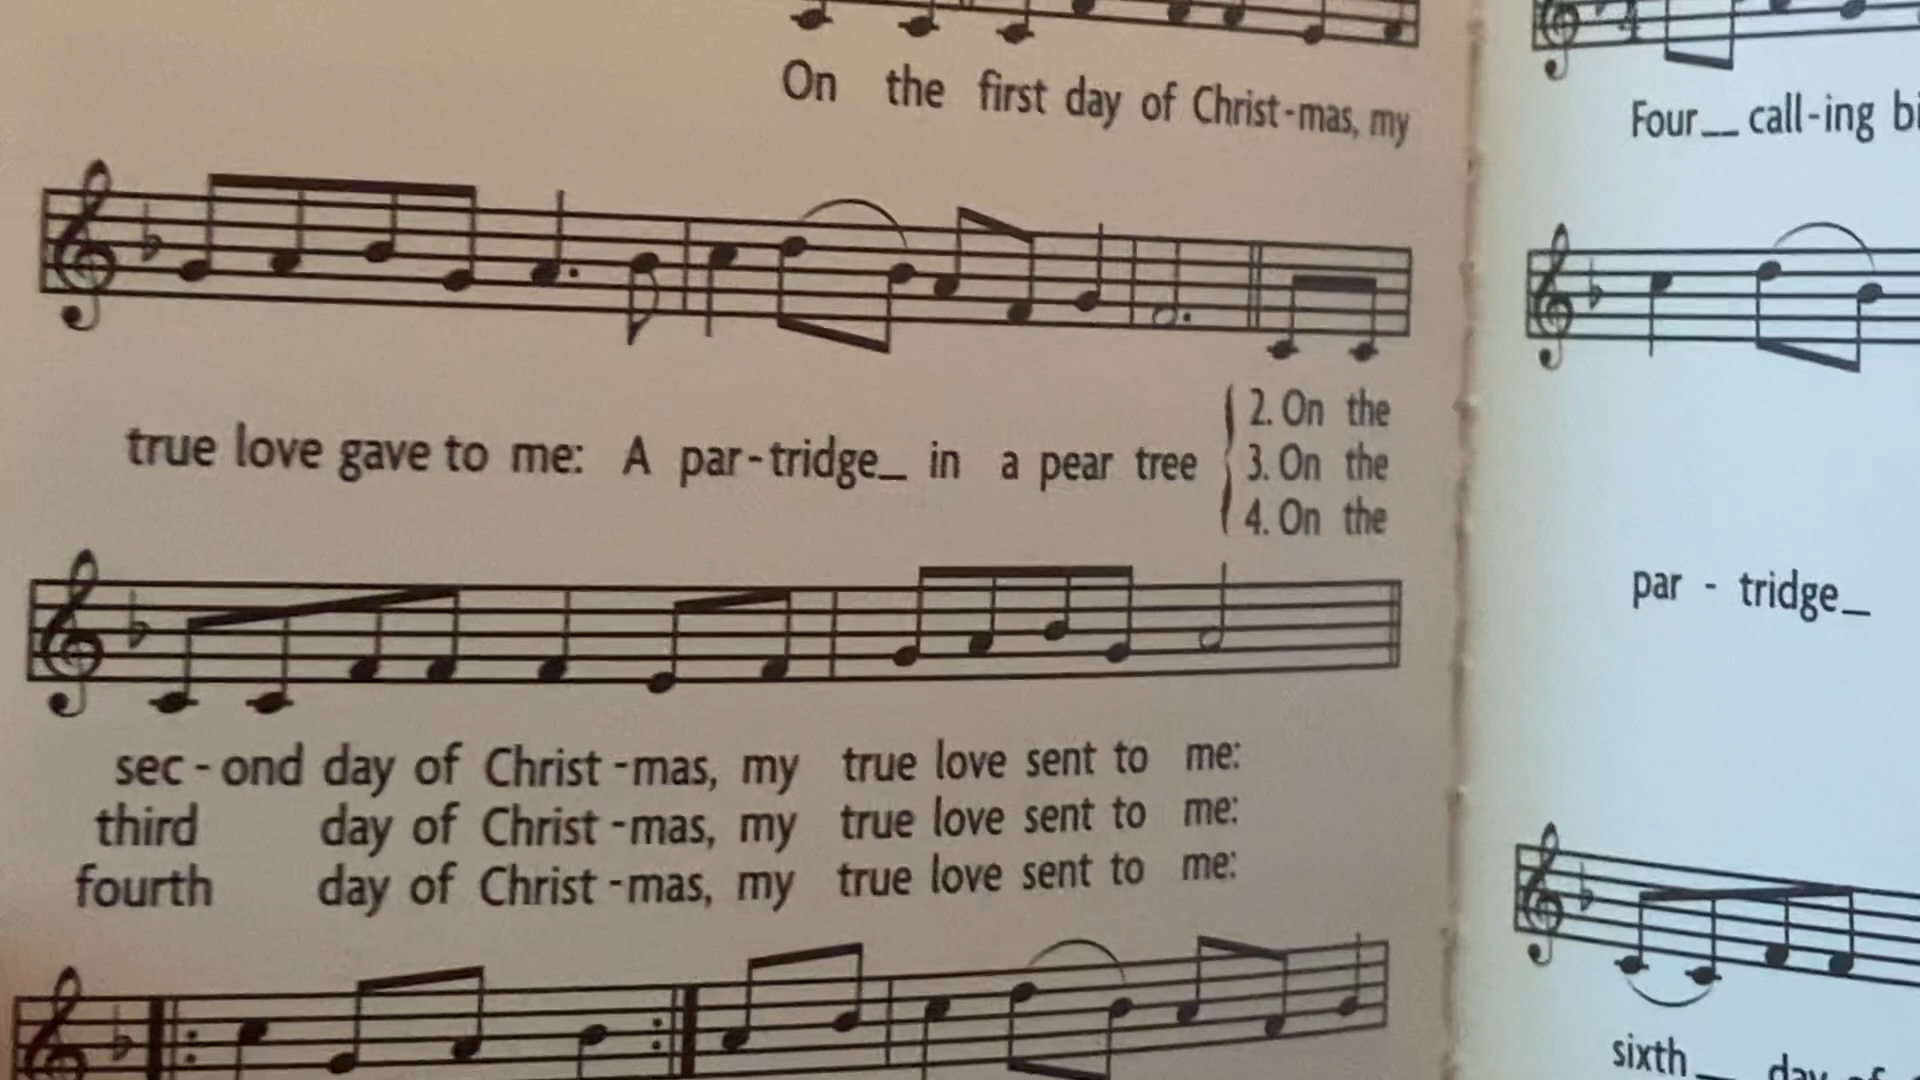 On the first day of Christ-mas, my
true love gave to me: A par-tridge_ in a pear tree
2. On the
3. On the
4. On the
sec-ond day of Christ-mas, my true love sent to me:
third day of Christ-mas, my true love sent to me:
fourth day of Christ-mas, my true love sent to me:
Four__ call-ing
par - tridge_
sixth__ day of